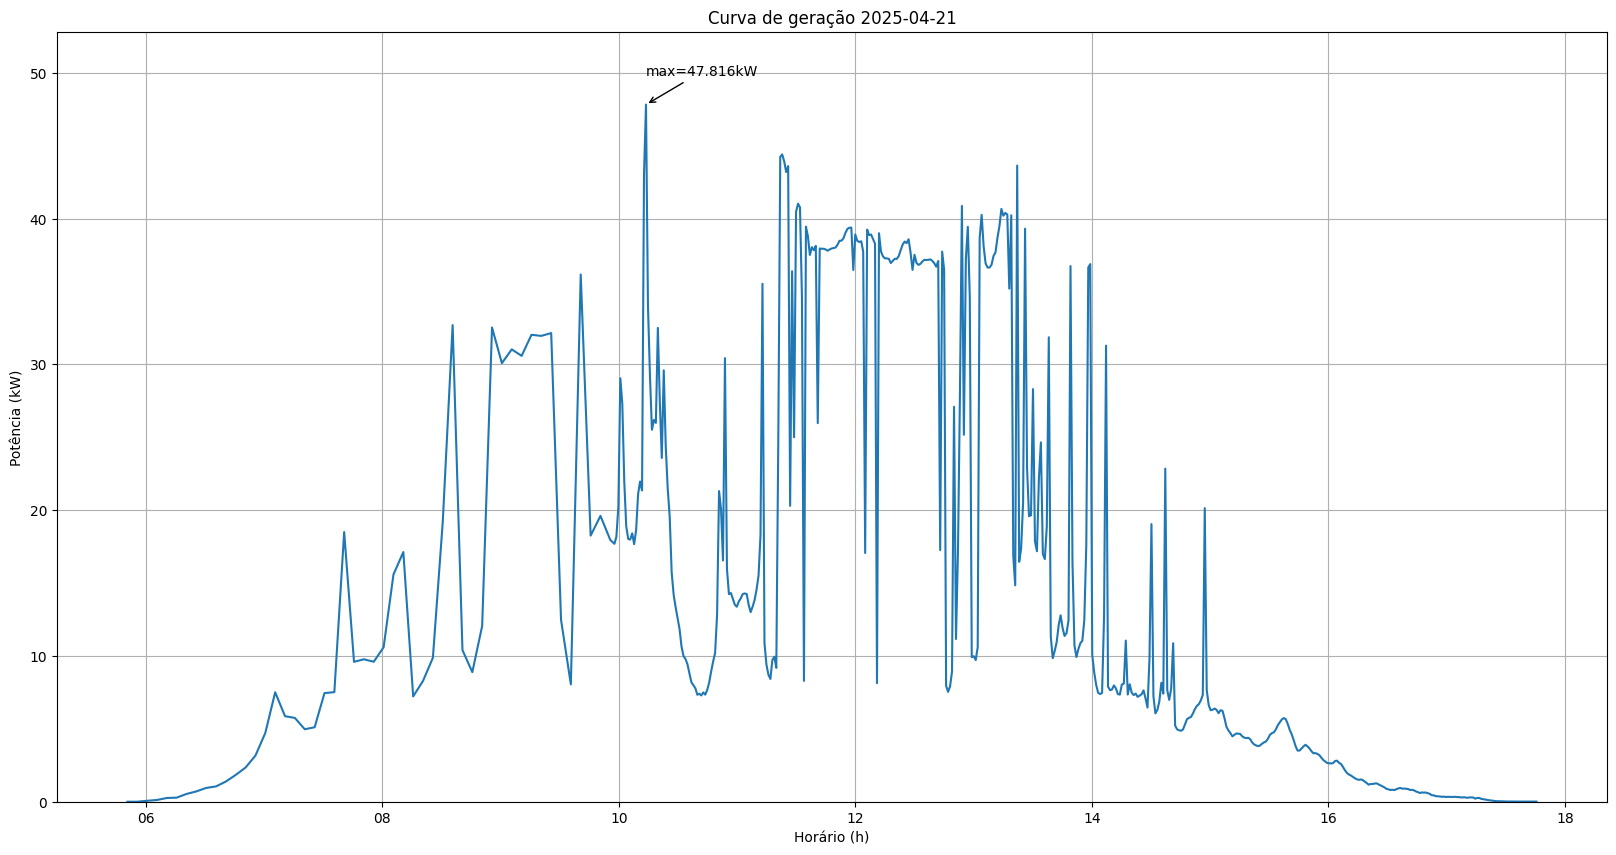 Curva de geração 2025-04-21
max=47.816kW
Potência (kW)
50
40
30
20
10
0
06 08 10 12 14 16 18
Horário (h)